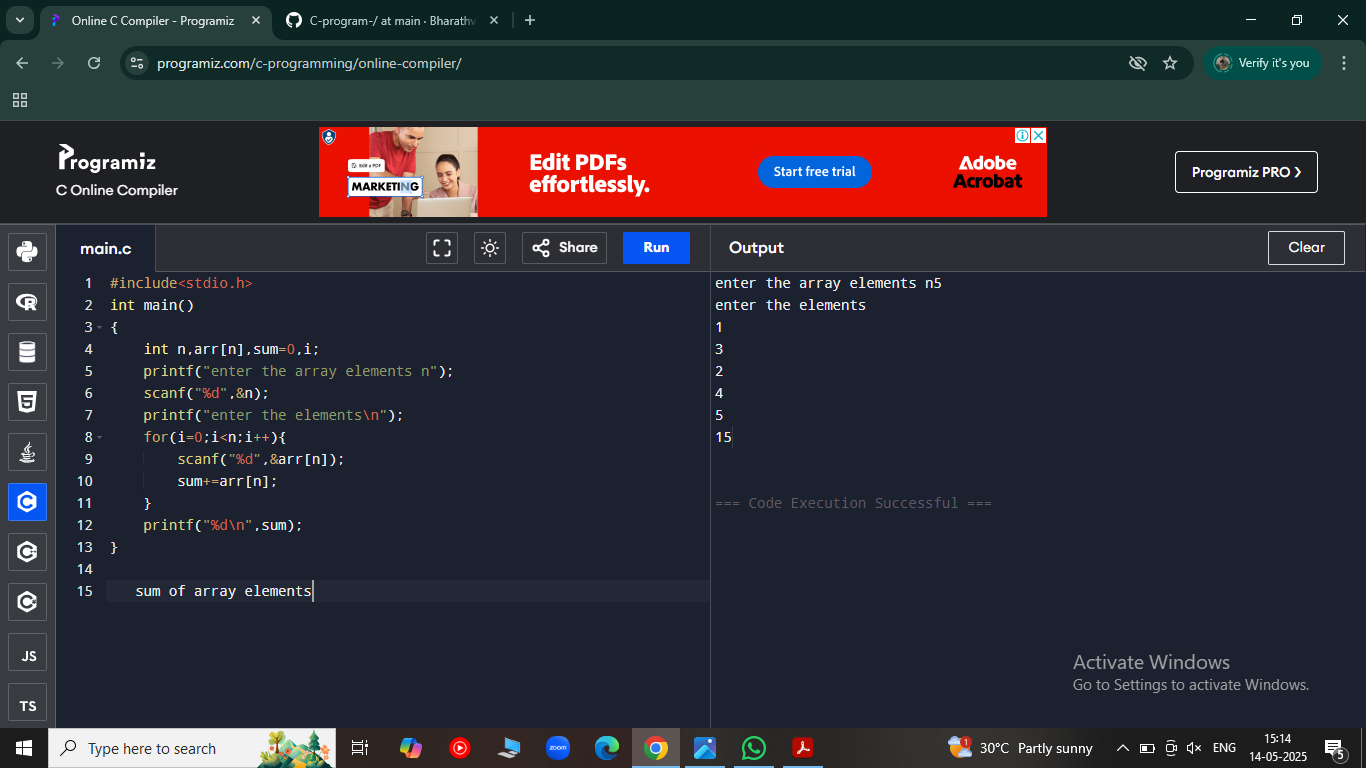 Online C Compiler - Programiz
C-program-/ at main · Bharathv
programiz.com/c-programming/online-compiler/
Verify it's you
Programiz
C Online Compiler
Edit a PDF
MARKETING
Edit PDFs
effortlessly.
Start free trial
Adobe
Acrobat
Programiz PRO
main.c
Share
Run
Output
Clear
1 #include<stdio.h>
2 int main()
3 {
4 int n,arr[n],sum=0,i;
5 printf("enter the array elements n");
6 scanf("%d",&n);
7 printf("enter the elements\n");
8 for(i=0;i<n;i++){
9 scanf("%d",&arr[n]);
10 sum+=arr[n];
11 }
12 printf("%d\n",sum);
13 }
14
15 sum of array elements
enter the array elements n5
enter the elements
1
3
2
4
5
15
=== Code Execution Successful ===
JS
TS
Activate Windows
Go to Settings to activate Windows.
Type here to search
zoom
1
30°C Partly sunny
ENG
15:14
14-05-2025
5